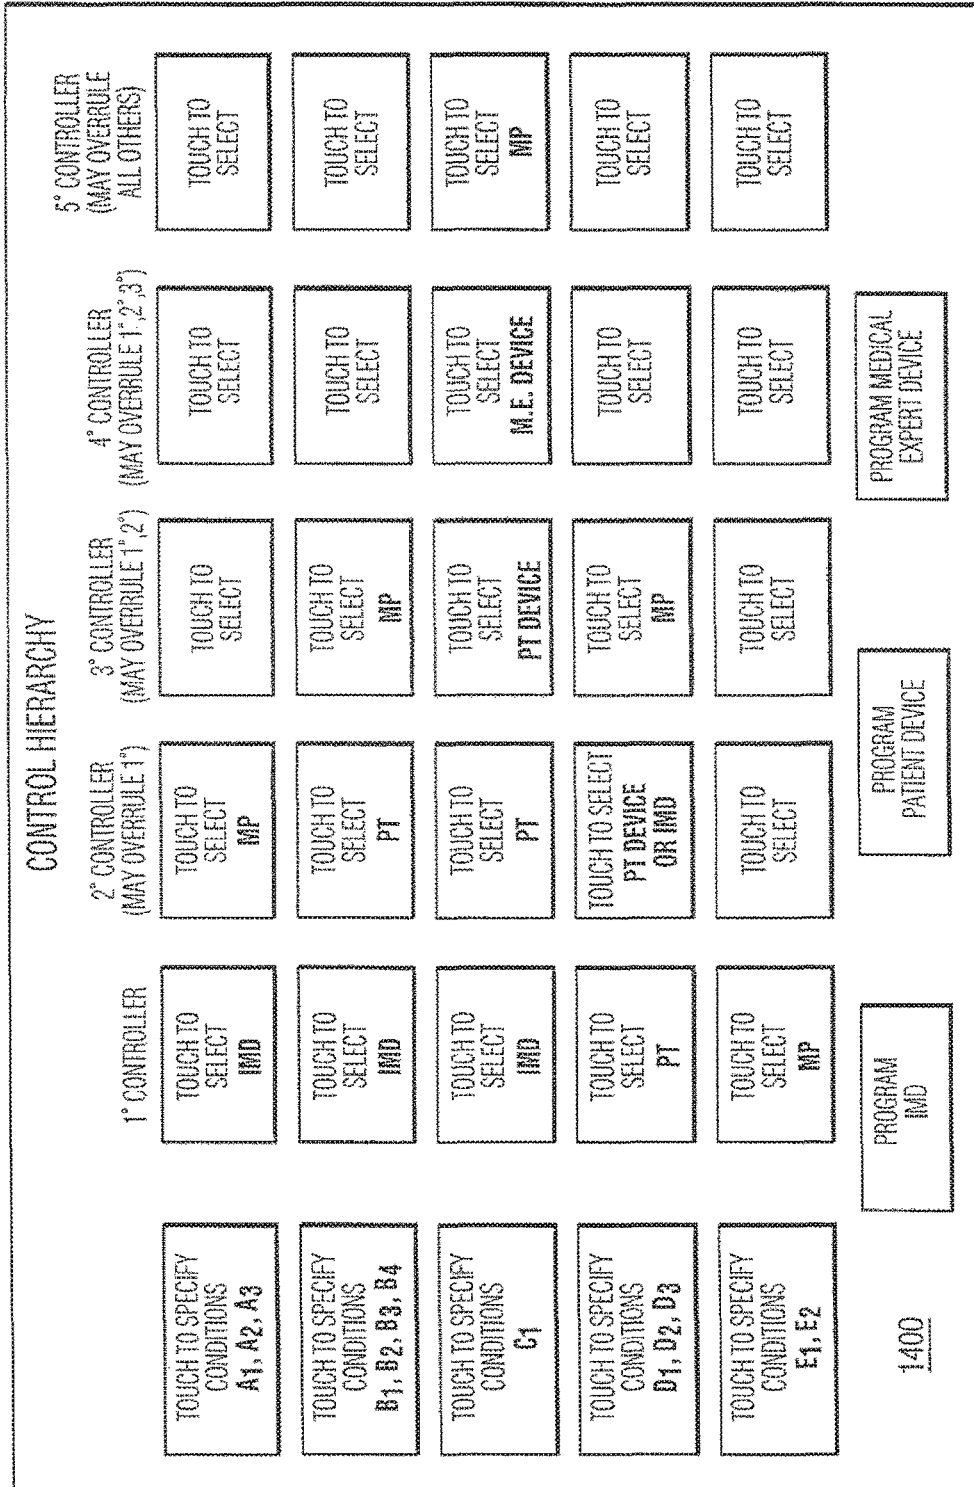 CONTROL HIERARCHY
1° CONTROLLER
2° CONTROLLER
(MAY OVERRULE 1°)
3° CONTROLLER
(MAY OVERRULE 1°,2°)
4° CONTROLLER
(MAY OVERRULE 1°,2°,3°)
5° CONTROLLER
(MAY OVERRULE
ALL OTHERS)
TOUCH TO SPECIFY
CONDITIONS
A1, A2, A3
TOUCH TO
SELECT
IMD
TOUCH TO
SELECT
MP
TOUCH TO
SELECT
TOUCH TO
SELECT
TOUCH TO
SELECT
TOUCH TO SPECIFY
CONDITIONS
B1, B2, B3, B4
TOUCH TO
SELECT
IMD
TOUCH TO
SELECT
PT
TOUCH TO
SELECT
MP
TOUCH TO
SELECT
TOUCH TO
SELECT
TOUCH TO SPECIFY
CONDITIONS
C1
TOUCH TO
SELECT
IMD
TOUCH TO
SELECT
PT
TOUCH TO
SELECT
PT DEVICE
TOUCH TO
SELECT
M.E. DEVICE
TOUCH TO
SELECT
MP
TOUCH TO SPECIFY
CONDITIONS
D1, D2, D3
TOUCH TO
SELECT
PT
TOUCH TO SELECT
PT DEVICE
OR IMD
TOUCH TO
SELECT
MP
TOUCH TO
SELECT
TOUCH TO
SELECT
TOUCH TO SPECIFY
CONDITIONS
E1, E2
TOUCH TO
SELECT
MP
TOUCH TO
SELECT
TOUCH TO
SELECT
TOUCH TO
SELECT
TOUCH TO
SELECT
1400
PROGRAM
IMD
PROGRAM
PATIENT DEVICE
PROGRAM MEDICAL
EXPERT DEVICE